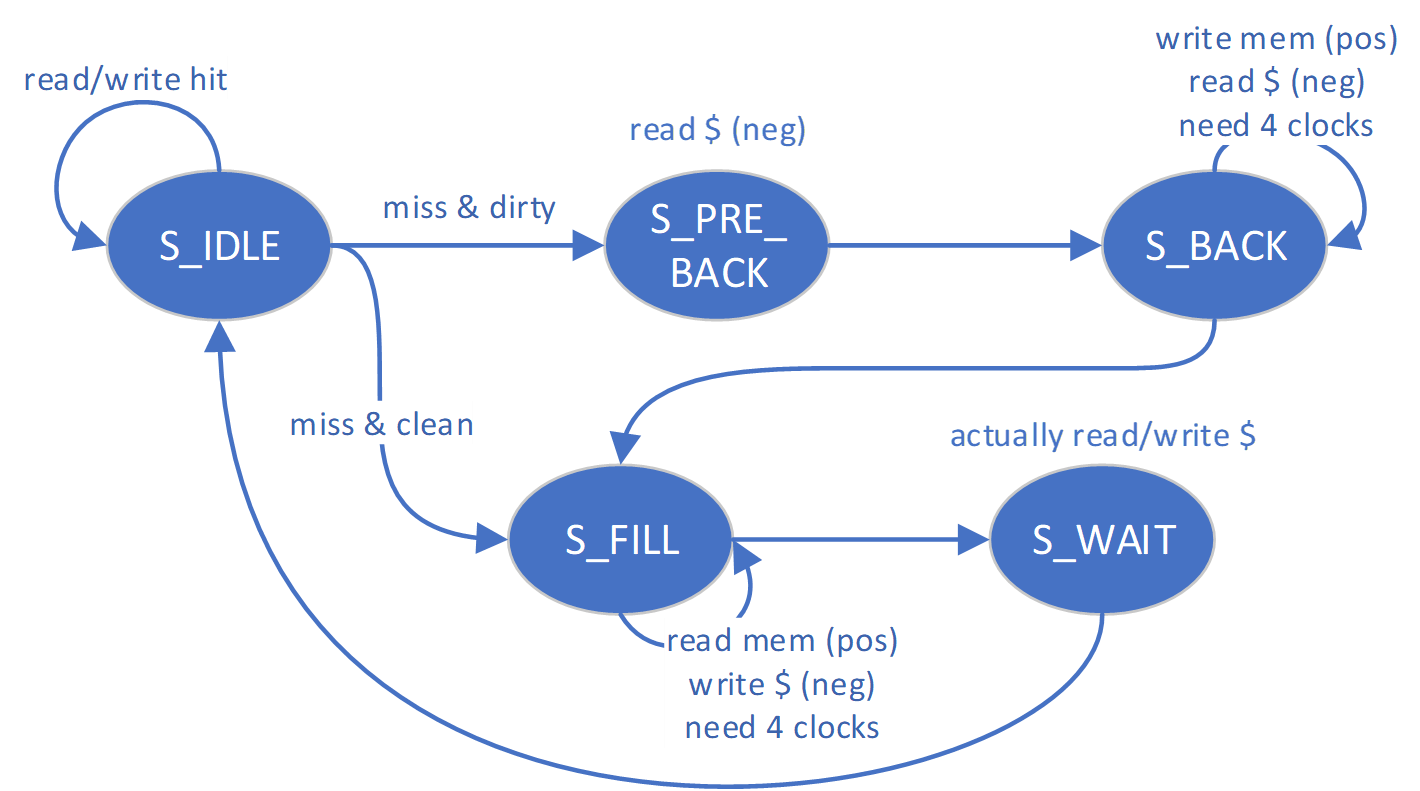 read/write hit
write mem (pos)
read $ (neg)
need 4 clocks
read $ (neg)
miss & dirty
S_IDLE
S_PRE_
BACK
S_BACK
miss & clean
actually read/write $
S_FILL
S_WAIT
read mem (pos)
write $ (neg)
need 4 clocks